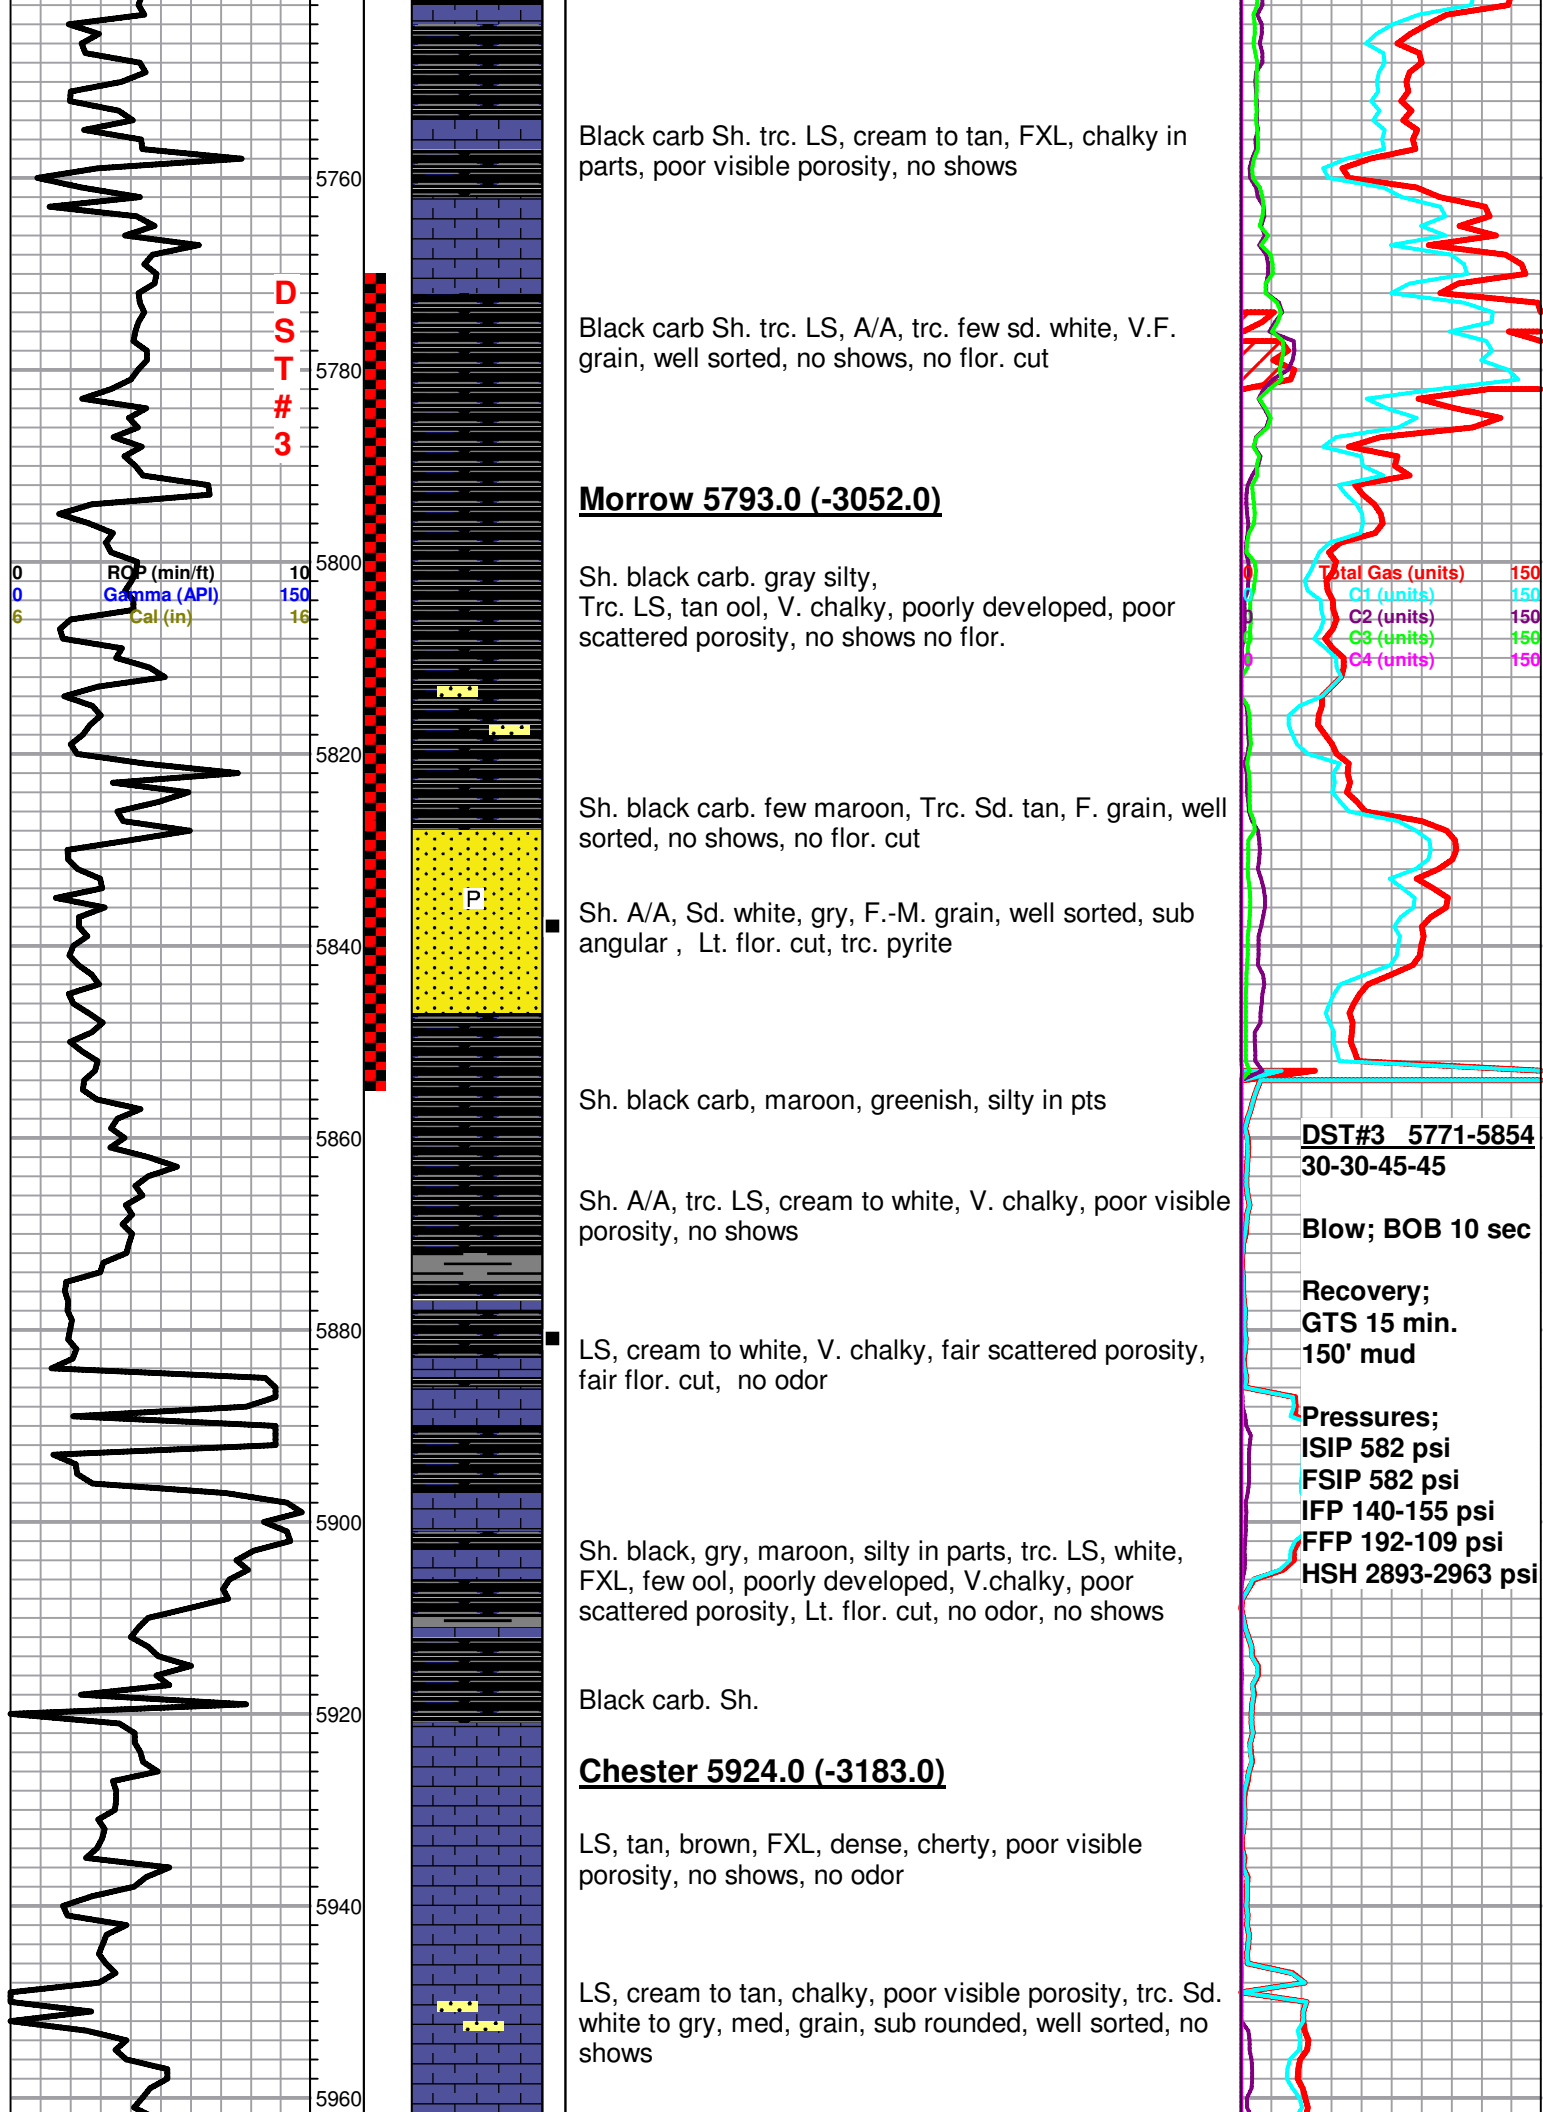 Black carb Sh. trc. LS, cream to tan, FXL, chalky in
parts, poor visible porosity, no shows
5760
D
S
T
#
3
Black carb Sh. trc. LS, A/A, trc. few sd. white, V.F.
grain, well sorted, no shows, no flor. cut
5780
Morrow 5793.0 (-3052.0)
5800
0 ROP (min/ft) 10
0 Gamma (API) 150
6 Cal (in) 16
Sh. black carb. gray silty,
Trc. LS, tan ool, V. chalky, poorly developed, poor
scattered porosity, no shows no flor.
0 Total Gas (units) 150
C1 (units) 150
0 C2 (units) 150
C3 (units) 150
0 C4 (units) 150
5820
Sh. black carb. few maroon, Trc. Sd. tan, F. grain, well
sorted, no shows, no flor. cut
P
Sh. A/A, Sd. white, gry, F.-M. grain, well sorted, sub
angular , Lt. flor. cut, trc. pyrite
5840
Sh. black carb, maroon, greenish, silty in pts
5860
Sh. A/A, trc. LS, cream to white, V. chalky, poor visible
porosity, no shows
DST#3 5771-5854
30-30-45-45
Blow; BOB 10 sec
Recovery;
GTS 15 min.
150' mud
Pressures;
ISIP 582 psi
FSIP 582 psi
IFP 140-155 psi
FFP 192-109 psi
HSH 2893-2963 psi
5880
LS, cream to white, V. chalky, fair scattered porosity,
fair flor. cut, no odor
5900
Sh. black, gry, maroon, silty in parts, trc. LS, white,
FXL, few ool, poorly developed, V.chalky, poor
scattered porosity, Lt. flor. cut, no odor, no shows
Black carb. Sh.
5920
Chester 5924.0 (-3183.0)
LS, tan, brown, FXL, dense, cherty, poor visible
porosity, no shows, no odor
5940
LS, cream to tan, chalky, poor visible porosity, trc. Sd.
white to gry, med, grain, sub rounded, well sorted, no
shows
5960